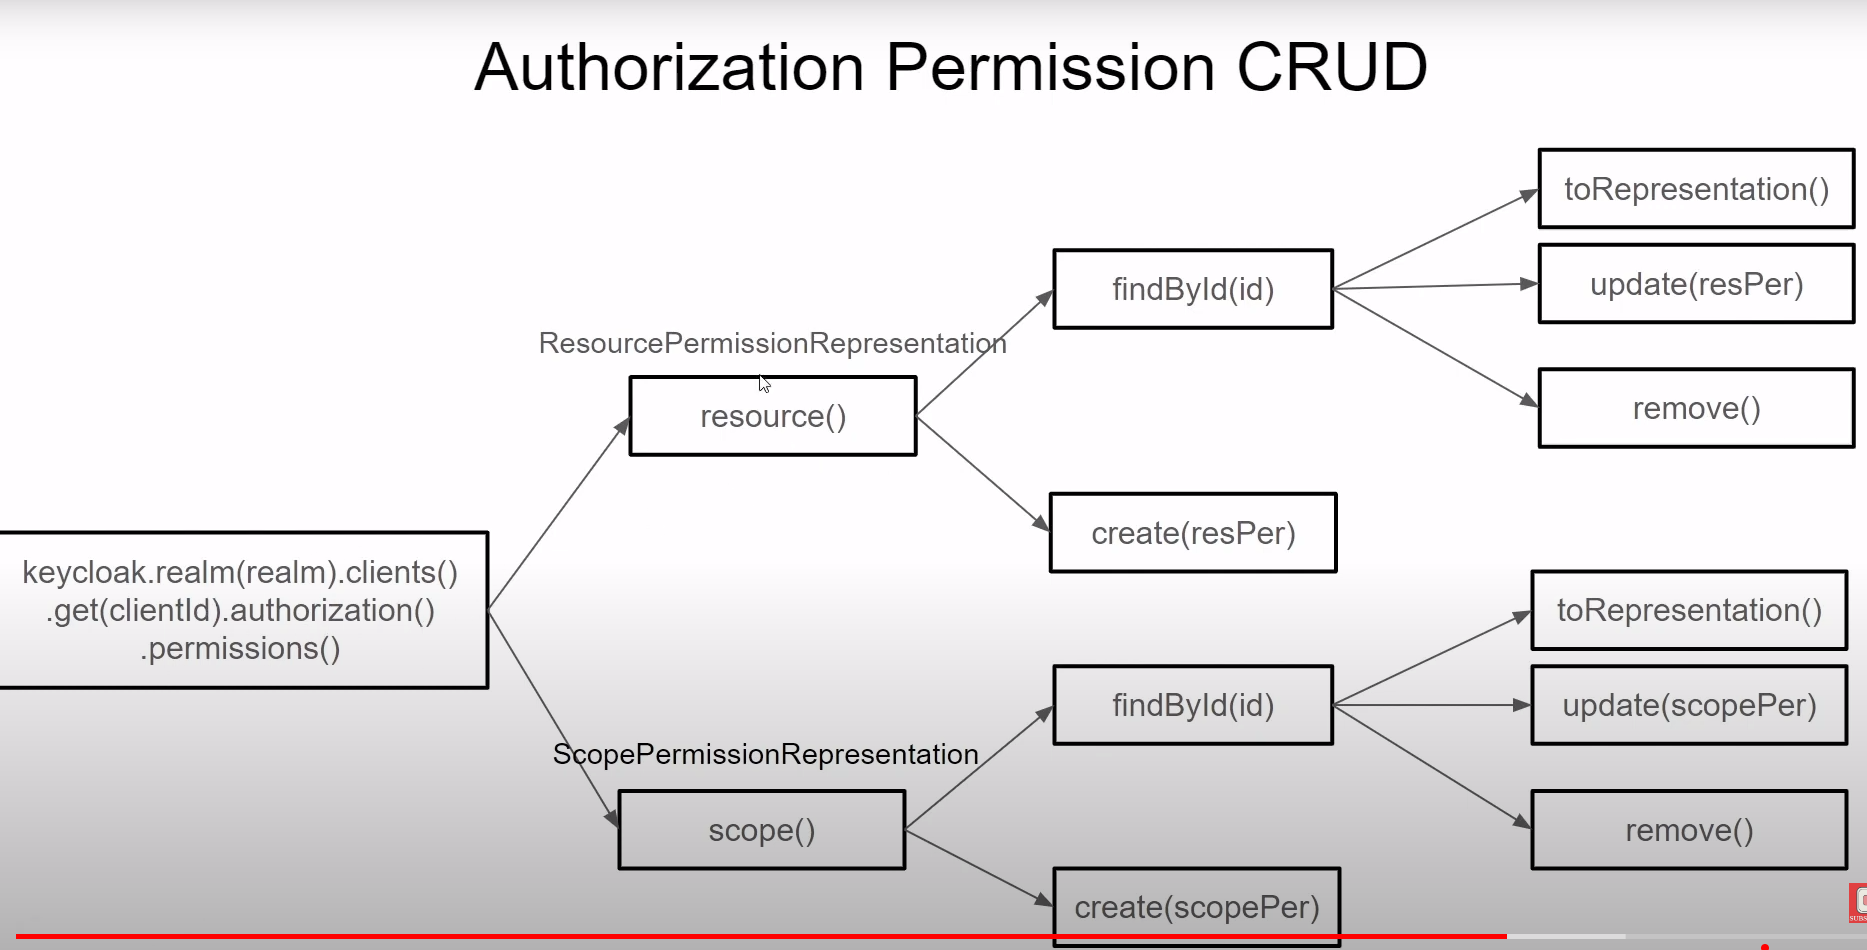 Authorization Permission CRUD
toRepresentation()
findById(id)
update(resPer)
ResourcePermissionRepresentation
resource()
remove()
create(resPer)
keycloak.realm(realm).clients()
.get(clientId).authorization()
.permissions()
toRepresentation()
findById(id)
update(scopePer)
ScopePermissionRepresentation
scope()
remove()
create(scopePer)